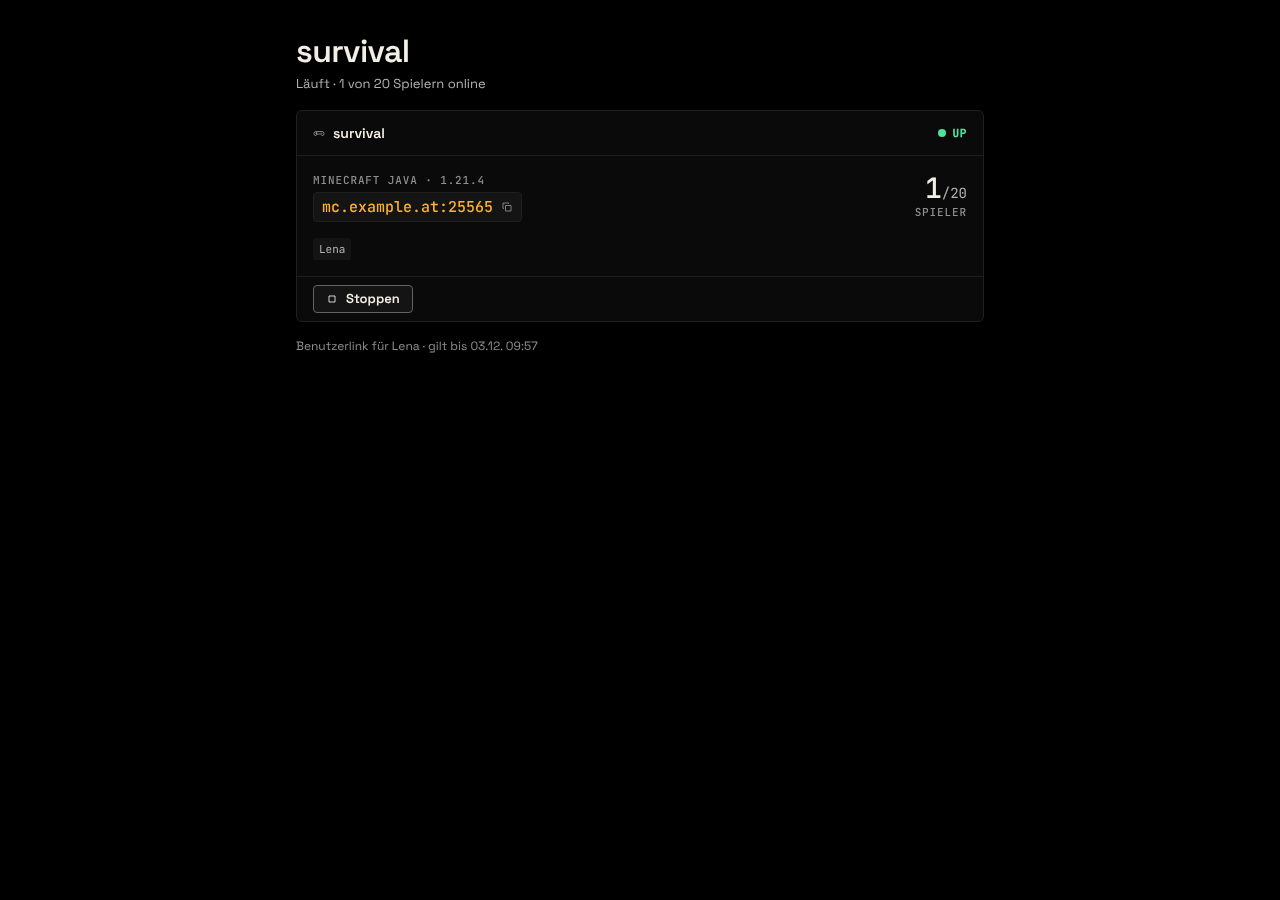 survival
Läuft · 1 von 20 Spielern online
survival
UP
MINECRAFT JAVA · 1.21.4
mc.example.at:25565
1/20
SPIELER
Lena
Stoppen
Benutzerlink für Lena · gilt bis 03.12. 09:57